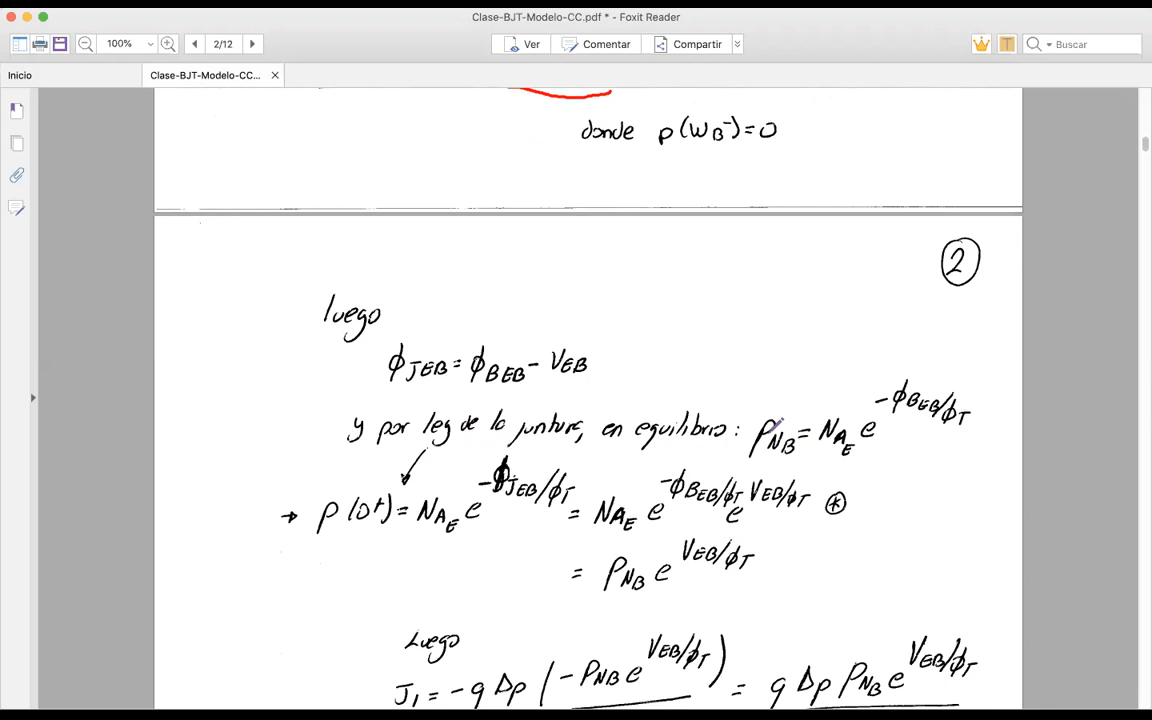 Clase-BJT-Modelo-CC.pdf * - Foxit Reader
100% 2/12 Ver Comentar Compartir Buscar
Inicio Clase-BJT-Modelo-CC...
donde p(W_B⁻)=0
2
luego
ϕ_JEB = ϕ_BEB - V_EB
y por ley de la juntura, en equilibrio: P_NB = N_AE e^(-ϕ_BEB/ϕ_T)
→ p(0⁺) = N_AE e^(-ϕ_JEB/ϕ_T) = N_AE e^(-ϕ_BEB/ϕ_T) e^(V_EB/ϕ_T) ⊛
= P_NB e^(V_EB/ϕ_T)
Luego
J_1 = -q Dp (-P_NB e^(V_EB/ϕ_T)) = q Dp P_NB e^(V_EB/ϕ_T)